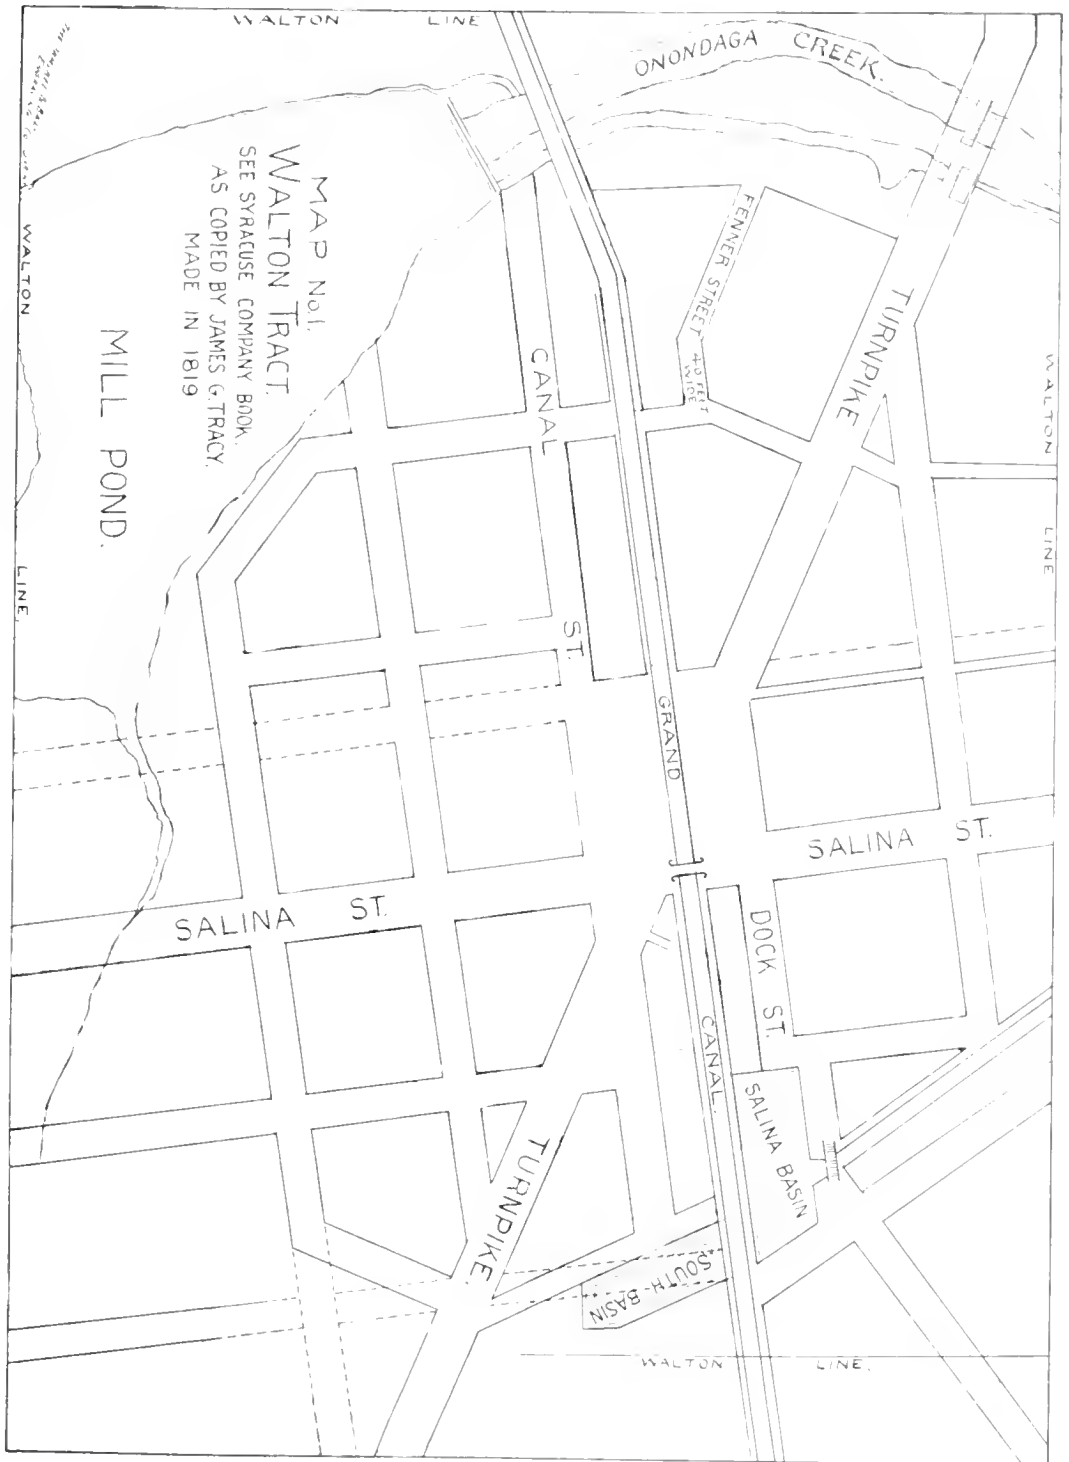 WALTON LINE
ONONDAGA CREEK.
MAP No.1.
WALTON TRACT.
SEE SYRACUSE COMPANY BOOK.
AS COPIED BY JAMES G. TRACY.
MADE IN 1819
MILL POND.
WALTON
LINE.
FENNER STREET 40 FEET
WIDE
TURNPIKE
WALTON
LINE
CANAL
ST.
GRAND
CANAL.
SALINA ST.
SALINA ST.
DOCK ST.
SALINA BASIN
TURNPIKE.
SOUTH-BASIN
WALTON LINE.